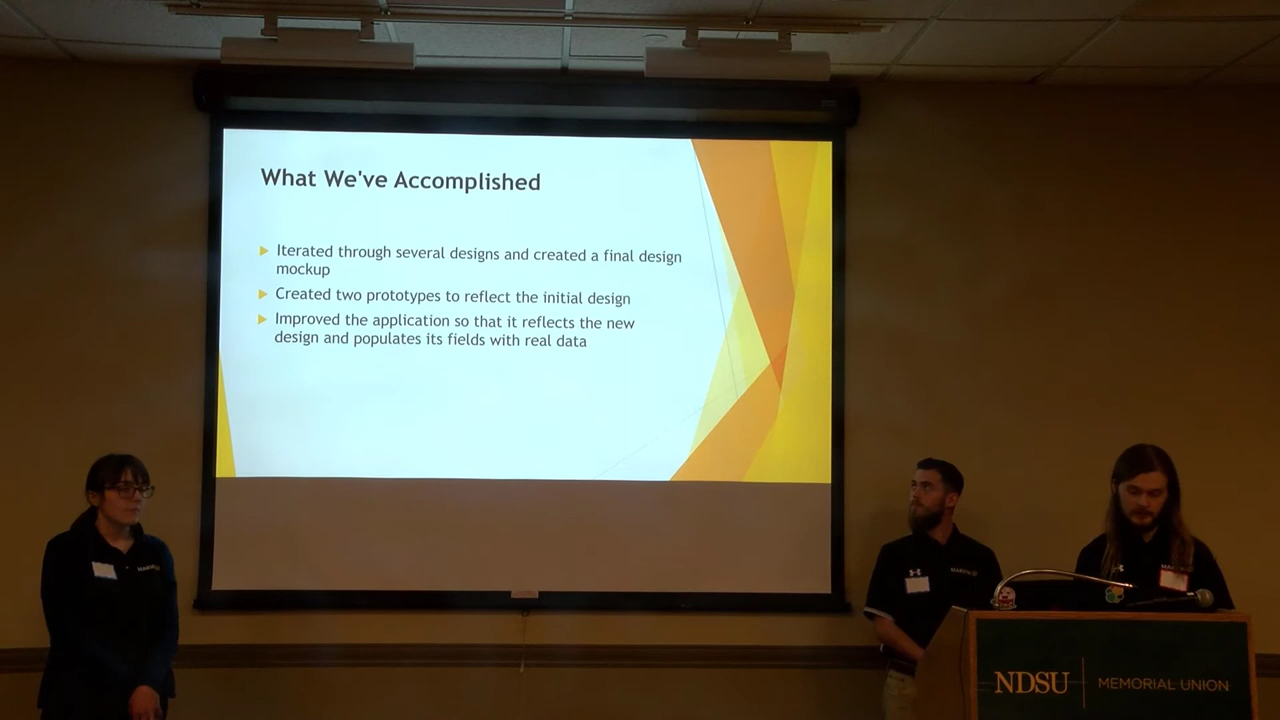 What We've Accomplished
Iterated through several designs and created a final design
mockup
Created two prototypes to reflect the initial design
Improved the application so that it reflects the new
design and populates its fields with real data
NDSU MEMORIAL UNION